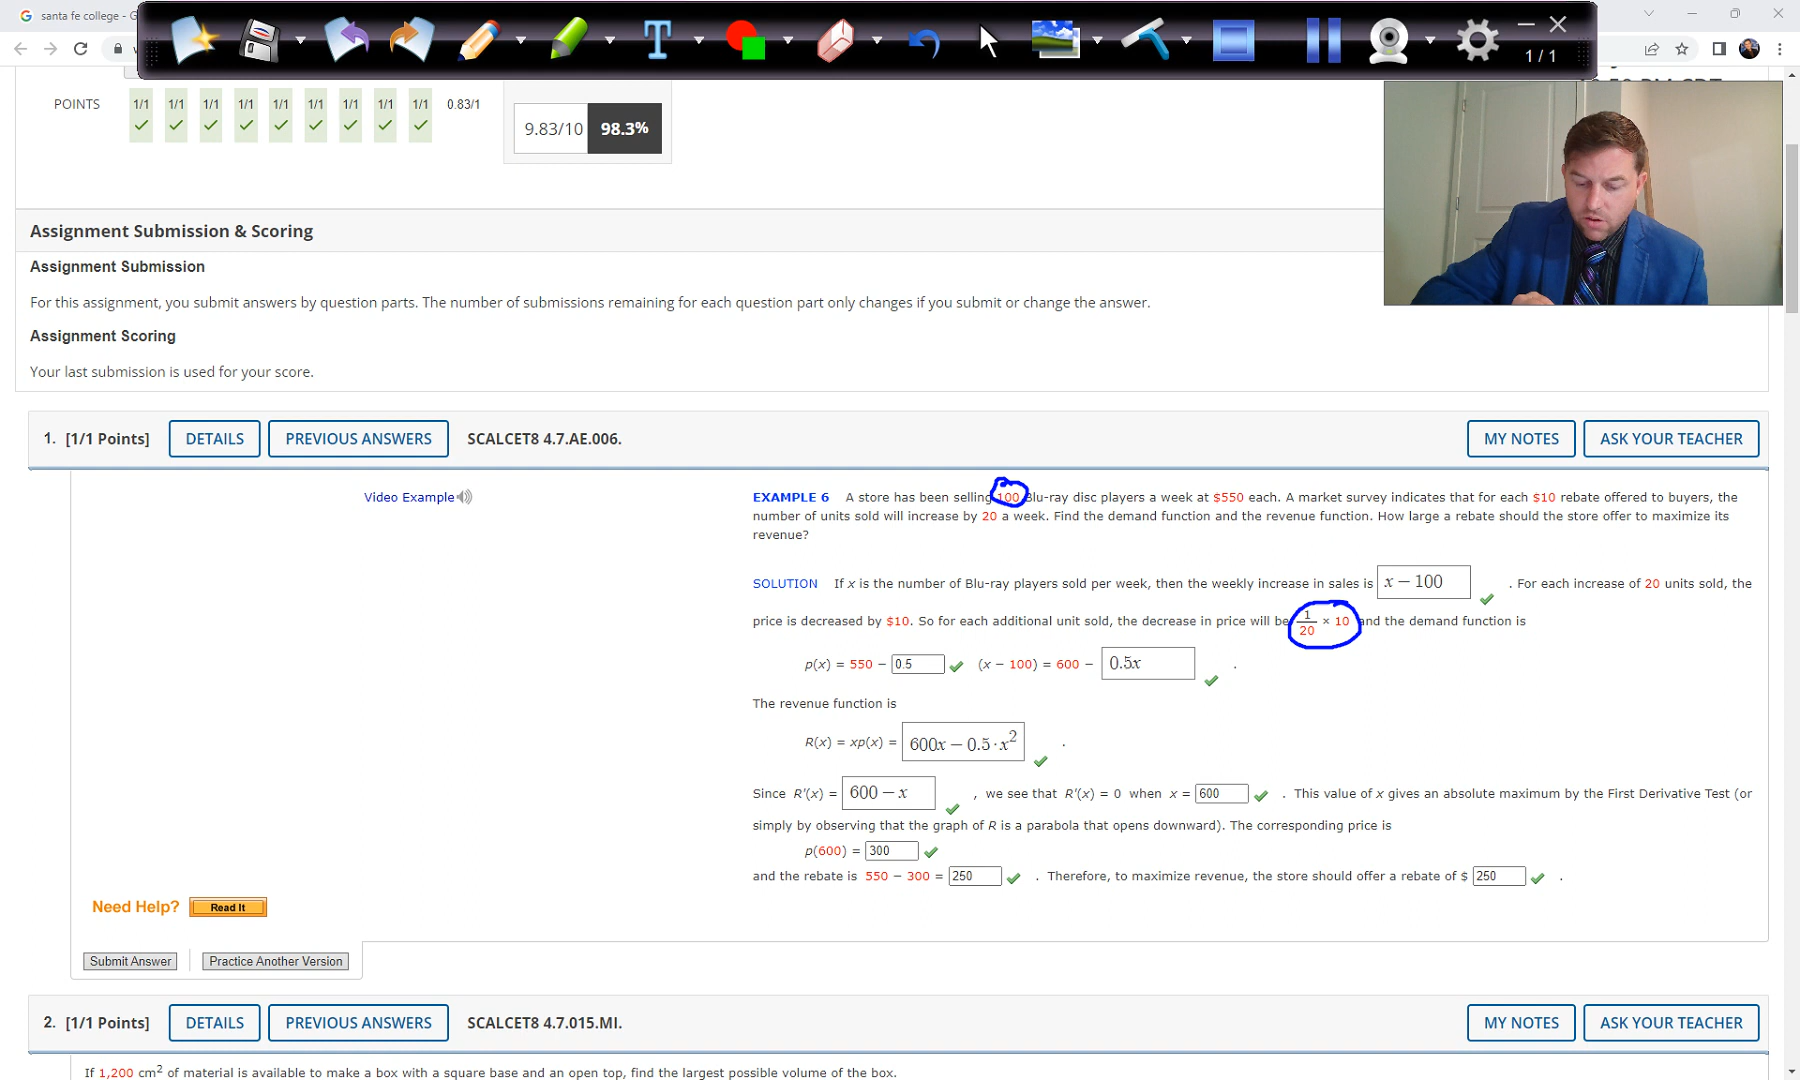 santa fe college - G
1/1
POINTS 1/1 1/1 1/1 1/1 1/1 1/1 1/1 1/1 1/1 0.83/1
9.83/10 98.3%
Assignment Submission & Scoring
Assignment Submission
For this assignment, you submit answers by question parts. The number of submissions remaining for each question part only changes if you submit or change the answer.
Assignment Scoring
Your last submission is used for your score.
1. [1/1 Points] DETAILS PREVIOUS ANSWERS SCALCET8 4.7.AE.006. MY NOTES ASK YOUR TEACHER
Video Example
EXAMPLE 6 A store has been selling 100 Blu-ray disc players a week at $550 each. A market survey indicates that for each $10 rebate offered to buyers, the
number of units sold will increase by 20 a week. Find the demand function and the revenue function. How large a rebate should the store offer to maximize its
revenue?
SOLUTION If x is the number of Blu-ray players sold per week, then the weekly increase in sales is x − 100 . For each increase of 20 units sold, the
price is decreased by $10. So for each additional unit sold, the decrease in price will be 1/20 × 10 and the demand function is
p(x) = 550 − 0.5 (x − 100) = 600 − 0.5x .
The revenue function is
R(x) = xp(x) = 600x − 0.5·x² .
Since R'(x) = 600 − x , we see that R'(x) = 0 when x = 600 . This value of x gives an absolute maximum by the First Derivative Test (or
simply by observing that the graph of R is a parabola that opens downward). The corresponding price is
p(600) = 300
and the rebate is 550 − 300 = 250 . Therefore, to maximize revenue, the store should offer a rebate of $ 250 .
Need Help? Read It
Submit Answer Practice Another Version
2. [1/1 Points] DETAILS PREVIOUS ANSWERS SCALCET8 4.7.015.MI. MY NOTES ASK YOUR TEACHER
If 1,200 cm² of material is available to make a box with a square base and an open top, find the largest possible volume of the box.